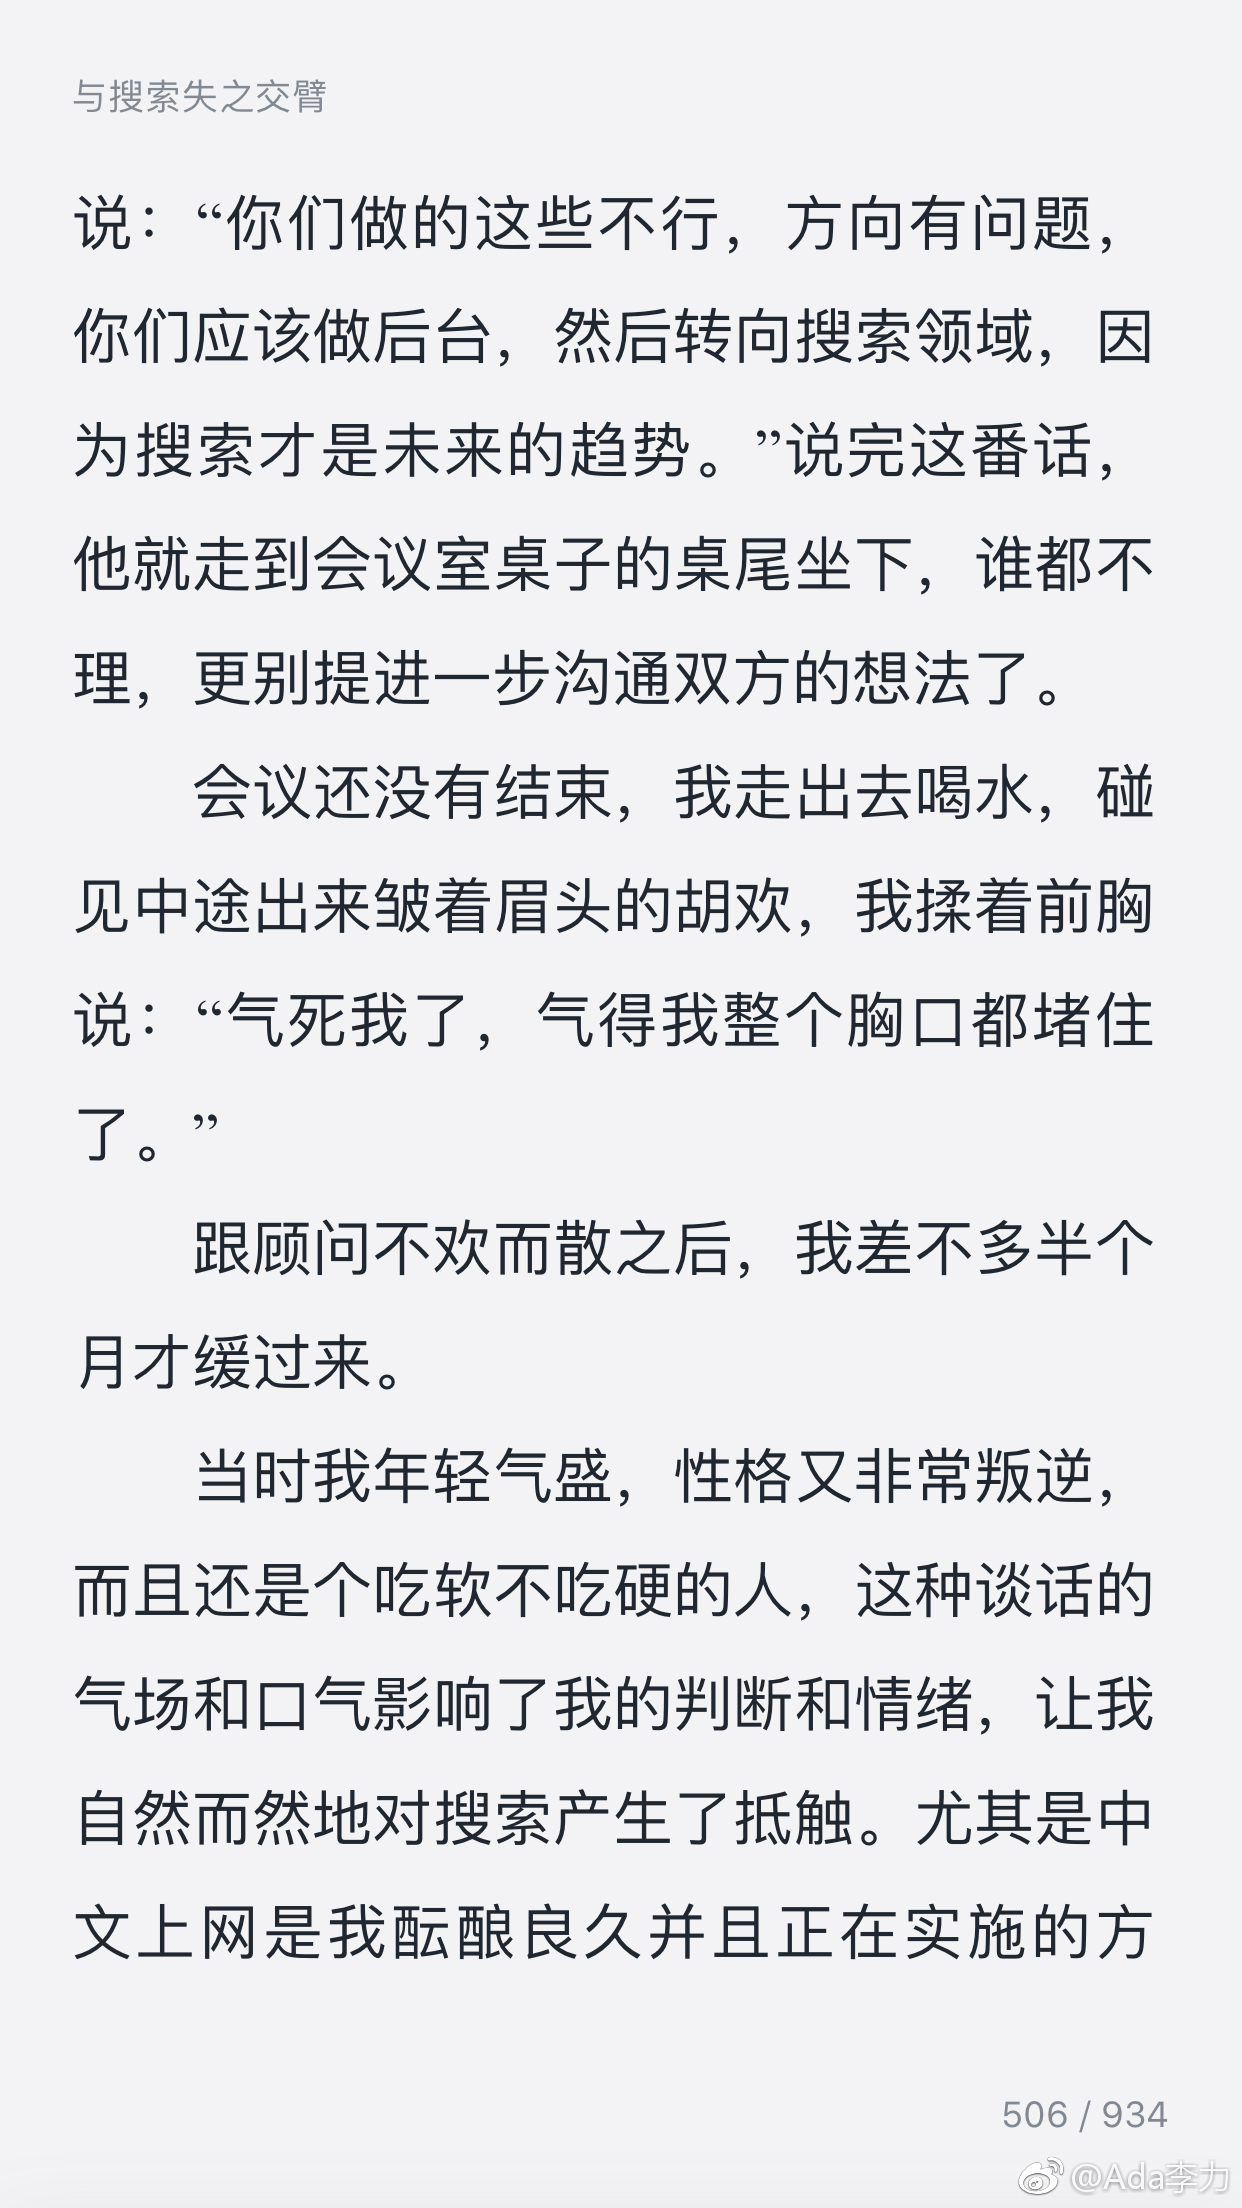 与搜索失之交臂
说：“你们做的这些不行，方向有问题，
你们应该做后台，然后转向搜索领域，因
为搜索才是未来的趋势。”说完这番话，
他就走到会议室桌子的桌尾坐下，谁都不
理，更别提进一步沟通双方的想法了。
会议还没有结束，我走出去喝水，碰
见中途出来皱着眉头的胡欢，我揉着前胸
说：“气死我了，气得我整个胸口都堵住
了。”
跟顾问不欢而散之后，我差不多半个
月才缓过来。
当时我年轻气盛，性格又非常叛逆，
而且还是个吃软不吃硬的人，这种谈话的
气场和口气影响了我的判断和情绪，让我
自然而然地对搜索产生了抵触。尤其是中
文上网是我酝酿良久并且正在实施的方
506 / 934
@Ada李力